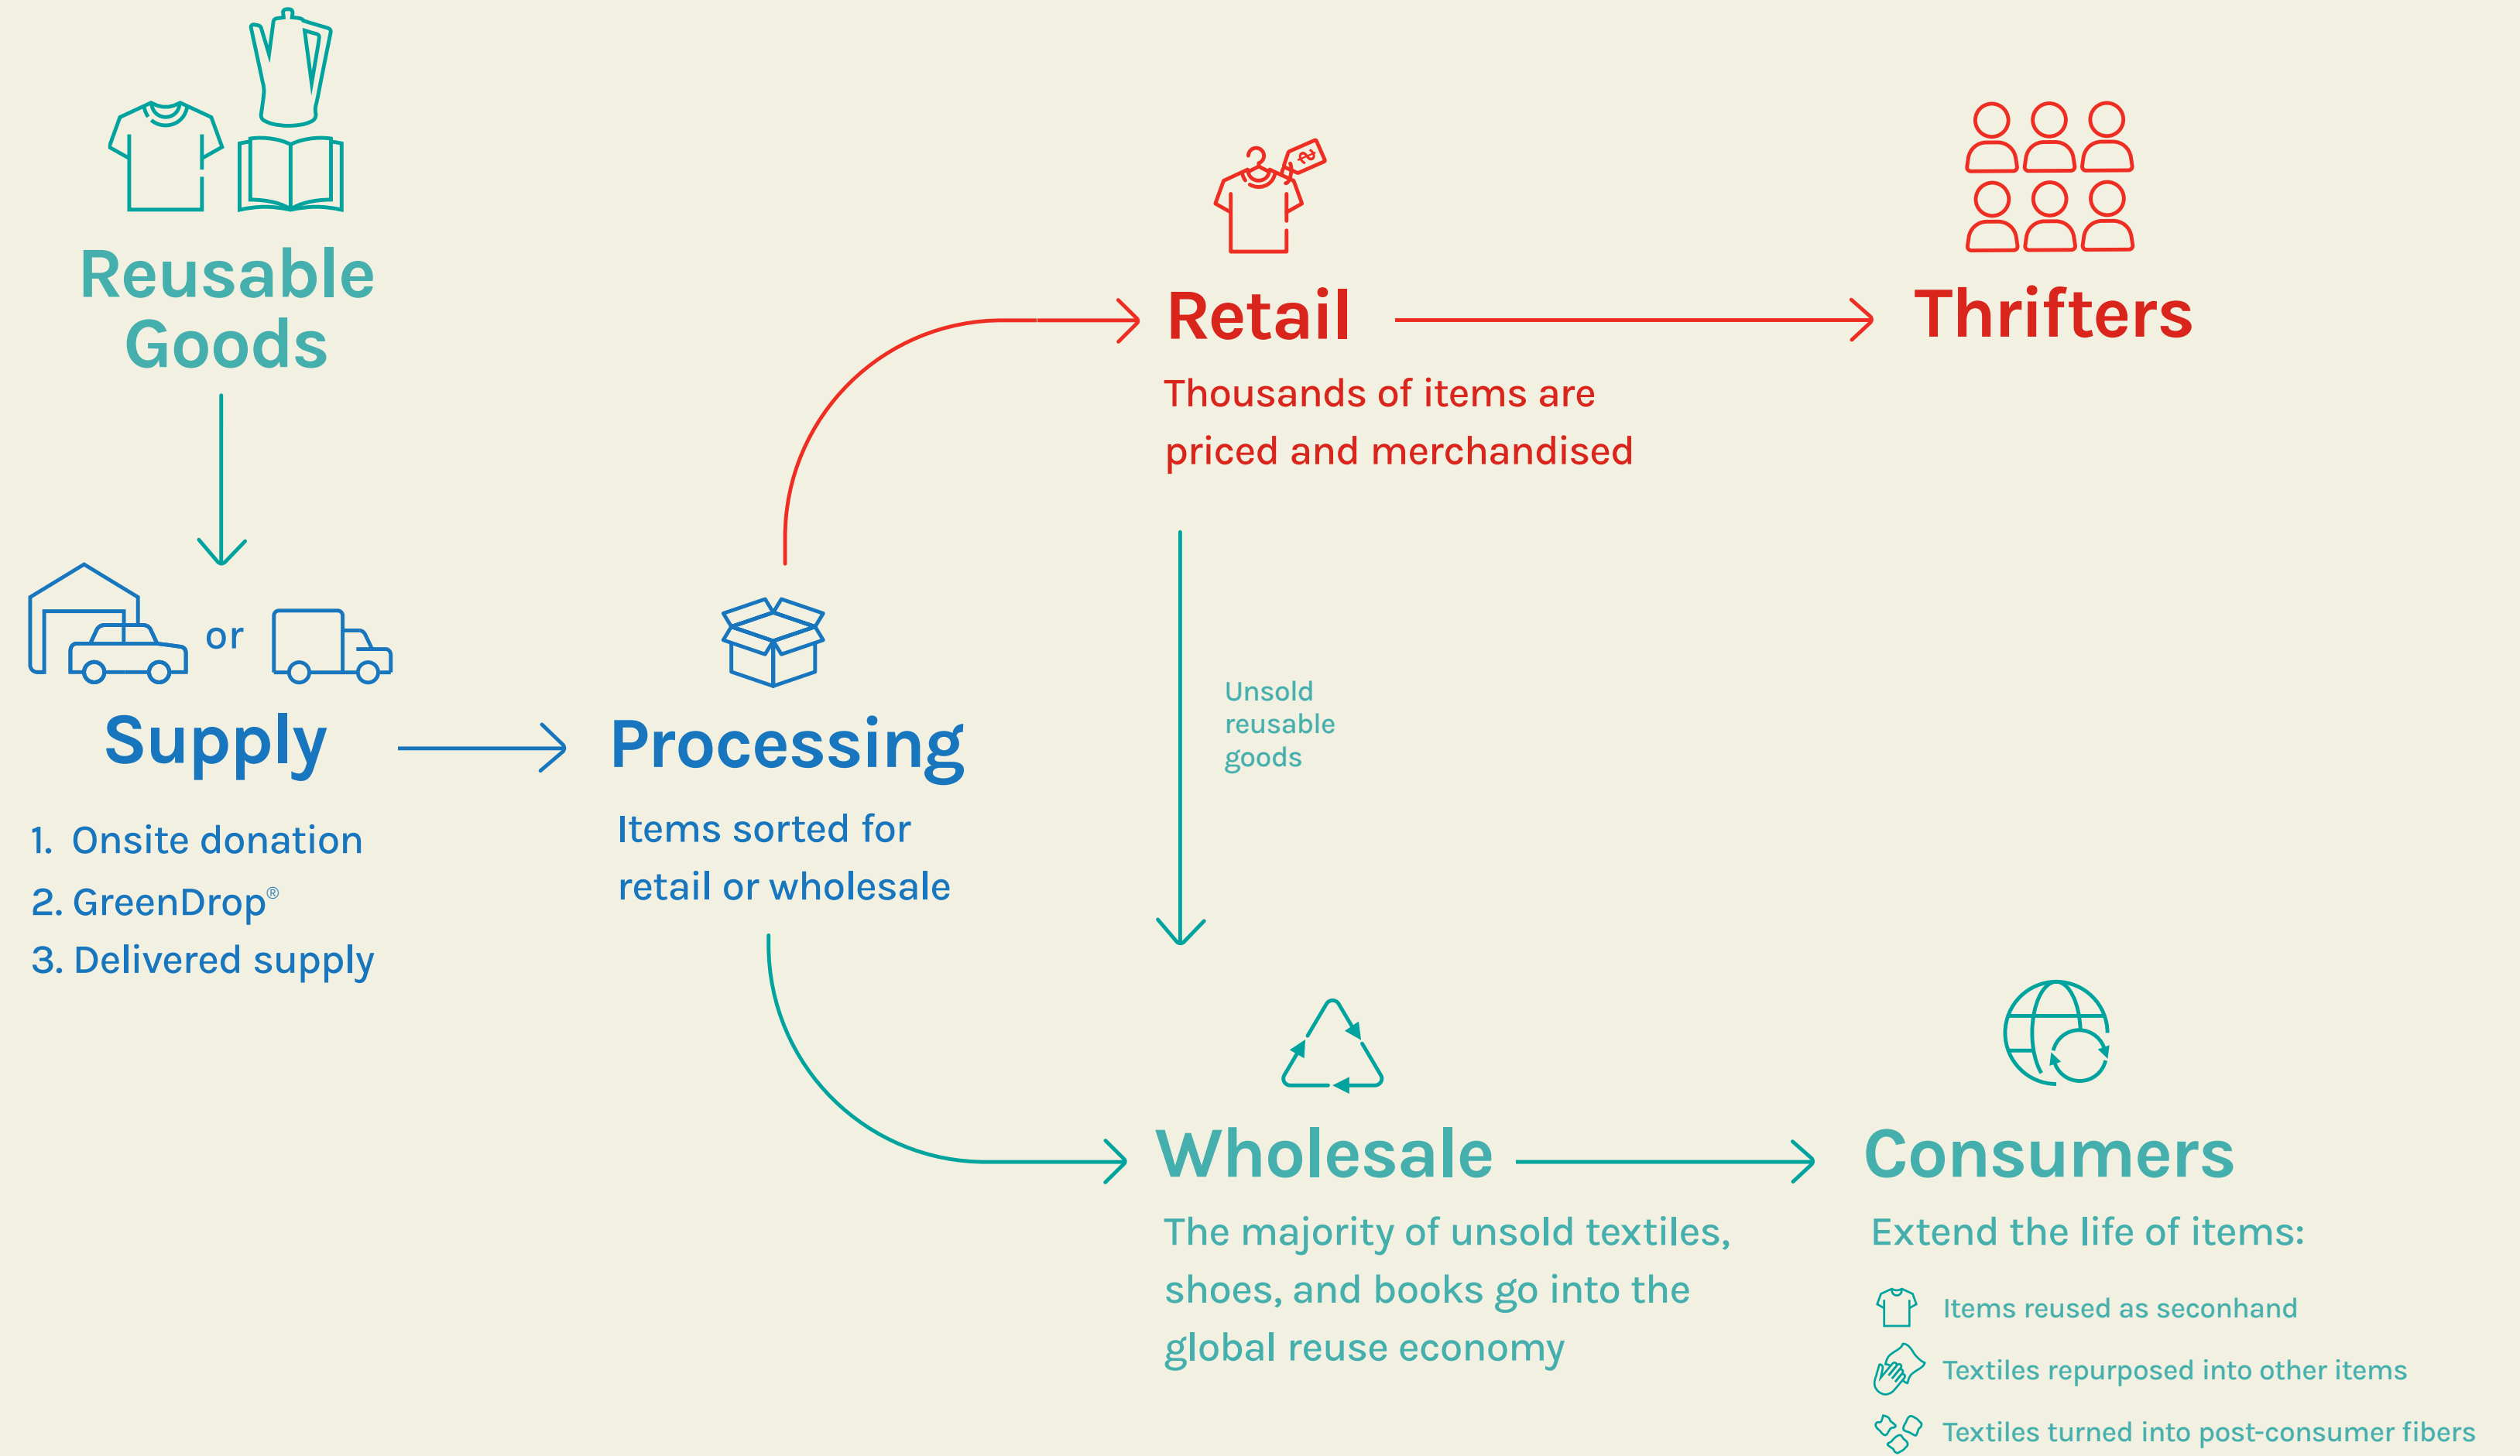 Reusable
Goods
or
Supply
1. Onsite donation
2. GreenDrop®
3. Delivered supply
Processing
Items sorted for
retail or wholesale
Retail
Thousands of items are
priced and merchandised
Thrifters
Unsold
reusable
goods
Wholesale
The majority of unsold textiles,
shoes, and books go into the
global reuse economy
Consumers
Extend the life of items:
Items reused as seconhand
Textiles repurposed into other items
Textiles turned into post-consumer fibers